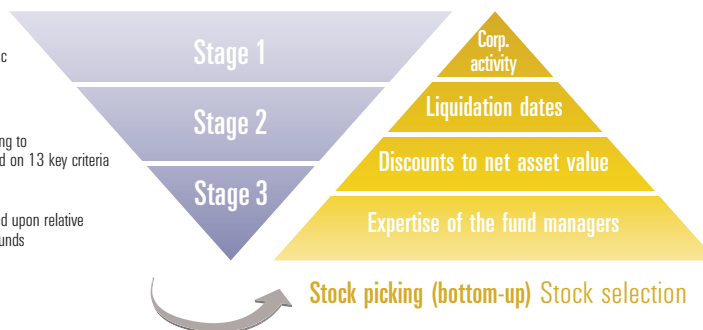 c
ng to
d on 13 key criteria
d upon relative
unds
Stage 1
Stage 2
Stage 3
Corp.
activity
Liquidation dates
Discounts to net asset value
Expertise of the fund managers
Stock picking (bottom-up) Stock selection